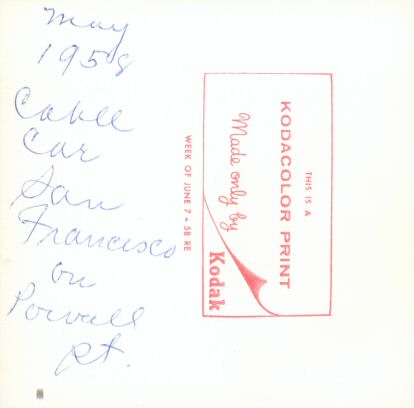 May
1958
Cable
Car
San
Francisco
on
Powell
St.
THIS IS A
KODACOLOR PRINT
Made only by
Kodak
WEEK OF JUNE 7 - 58 RE